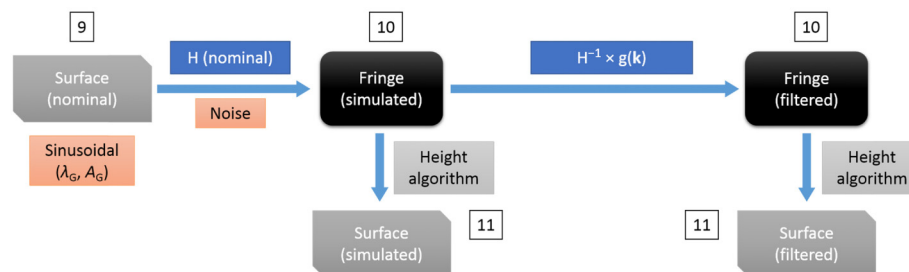 9
10
10
Surface
(nominal)
H (nominal)
Fringe
(simulated)
H⁻¹ × g(k)
Fringe
(filtered)
Noise
Sinusoidal
(λG, AG)
Height
algorithm
Height
algorithm
Surface
(simulated)
11
11
Surface
(filtered)